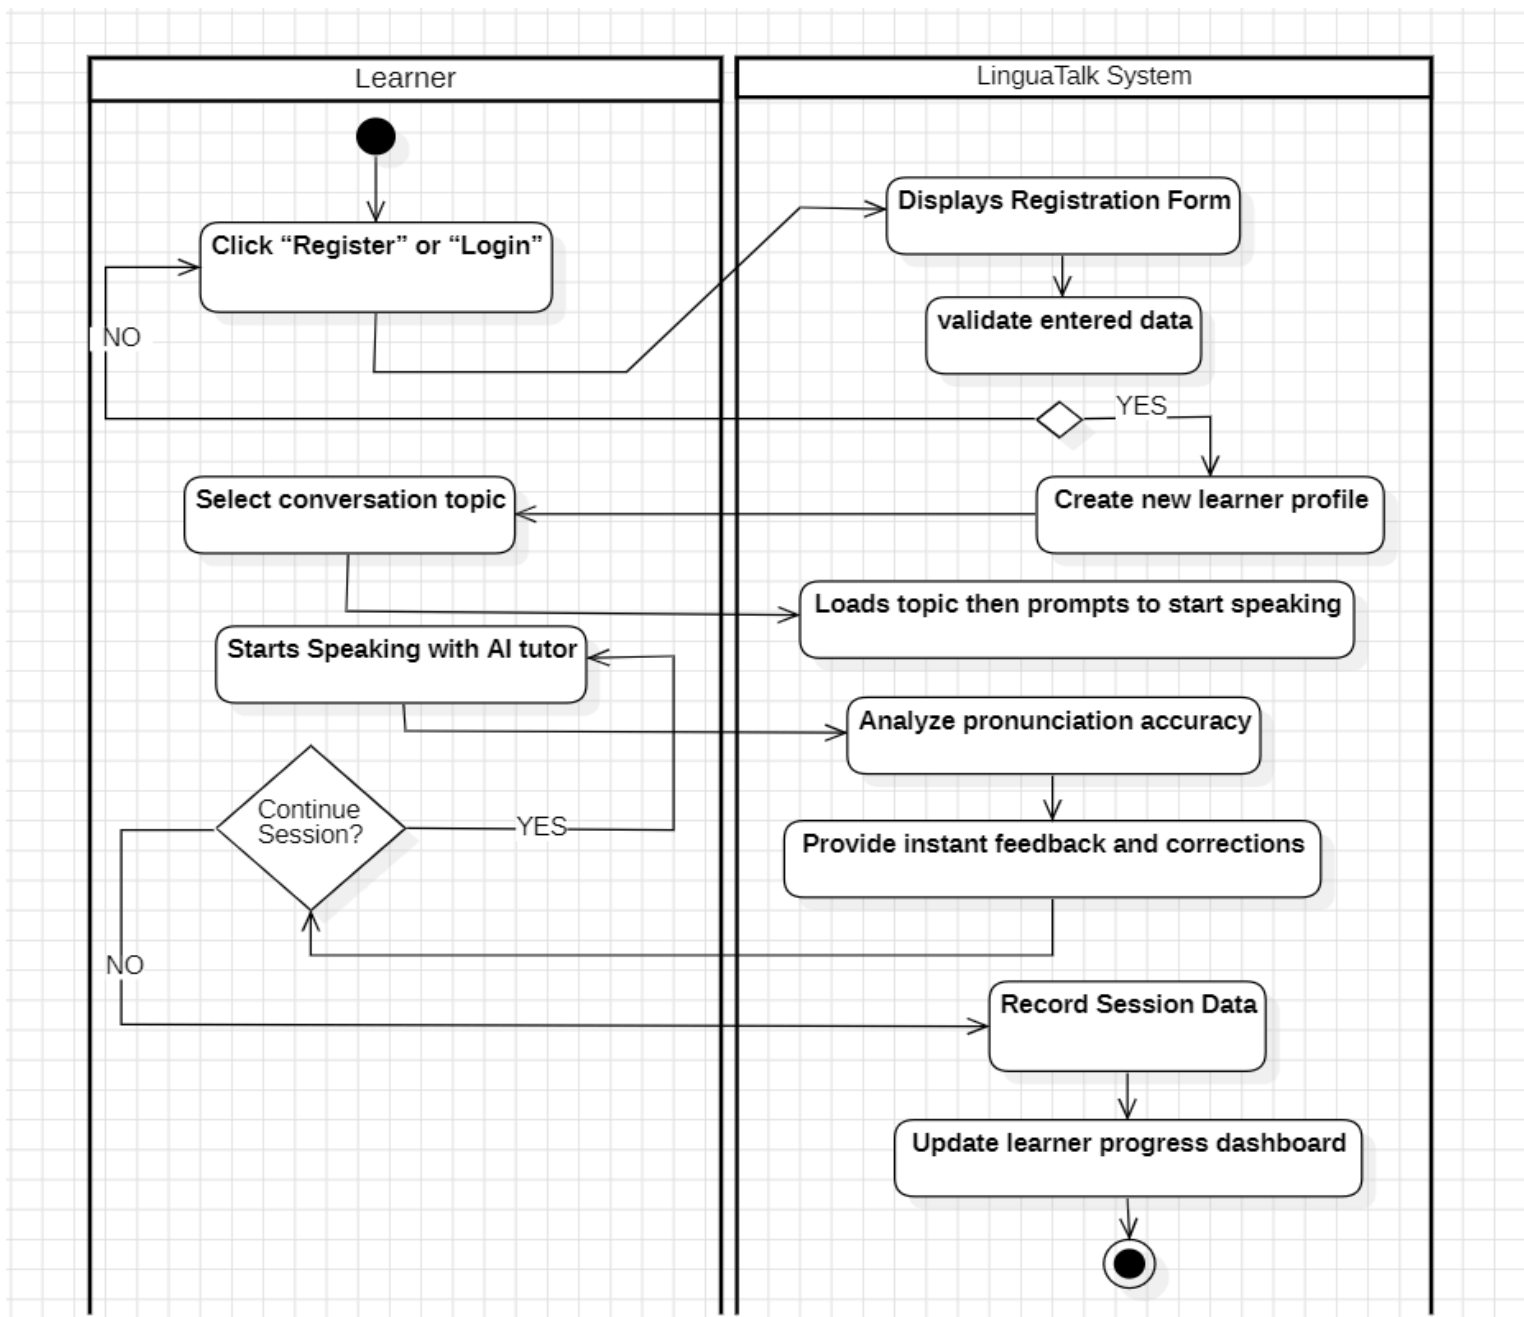 Learner
LinguaTalk System
Displays Registration Form
Click “Register” or “Login”
validate entered data
NO
YES
Select conversation topic
Create new learner profile
Loads topic then prompts to start speaking
Starts Speaking with AI tutor
Analyze pronunciation accuracy
Continue
Session?
YES
Provide instant feedback and corrections
NO
Record Session Data
Update learner progress dashboard